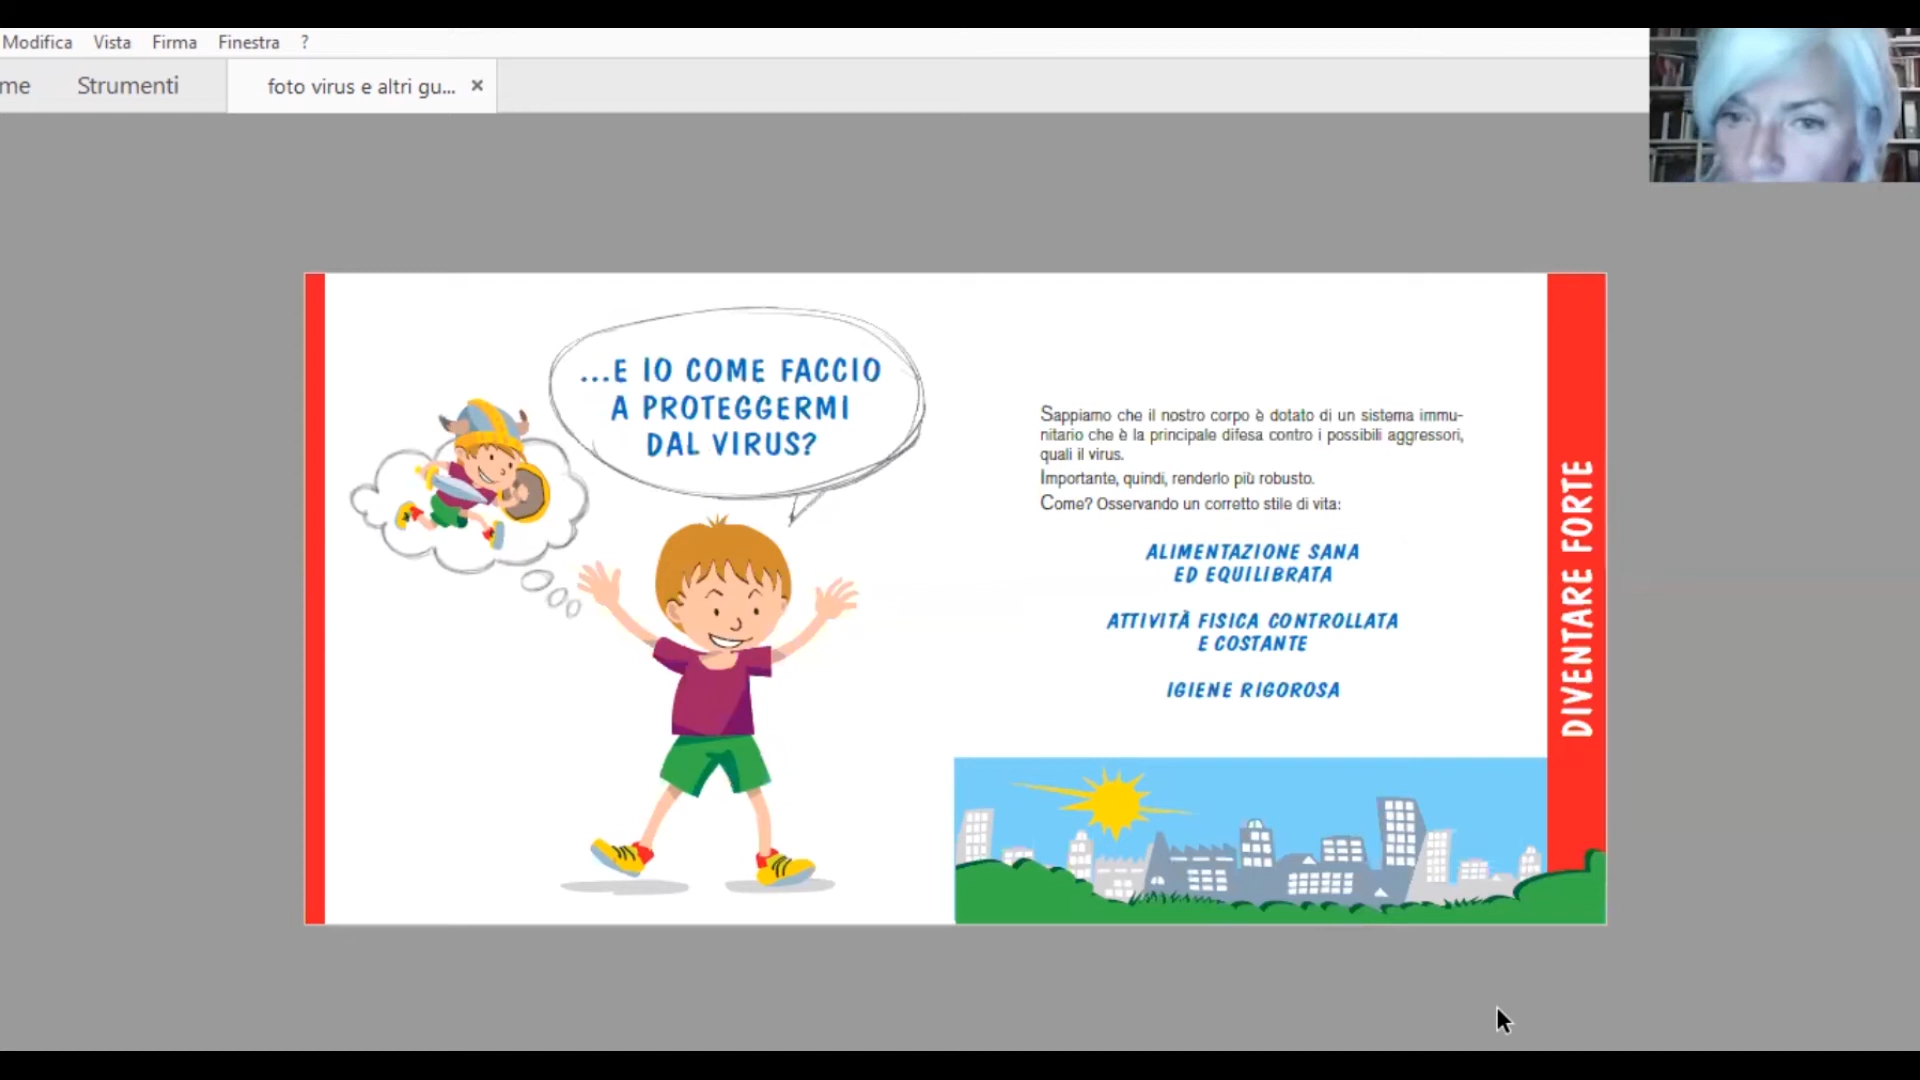 Modifica Vista Firma Finestra ?
me Strumenti foto virus e altri gu... ×
...E IO COME FACCIO
A PROTEGGERMI
DAL VIRUS?
Sappiamo che il nostro corpo è dotato di un sistema immu-
nitario che è la principale difesa contro i possibili aggressori,
quali il virus.
Importante, quindi, renderlo più robusto.
Come? Osservando un corretto stile di vita:
ALIMENTAZIONE SANA
ED EQUILIBRATA
ATTIVITÀ FISICA CONTROLLATA
E COSTANTE
IGIENE RIGOROSA
DIVENTARE FORTE